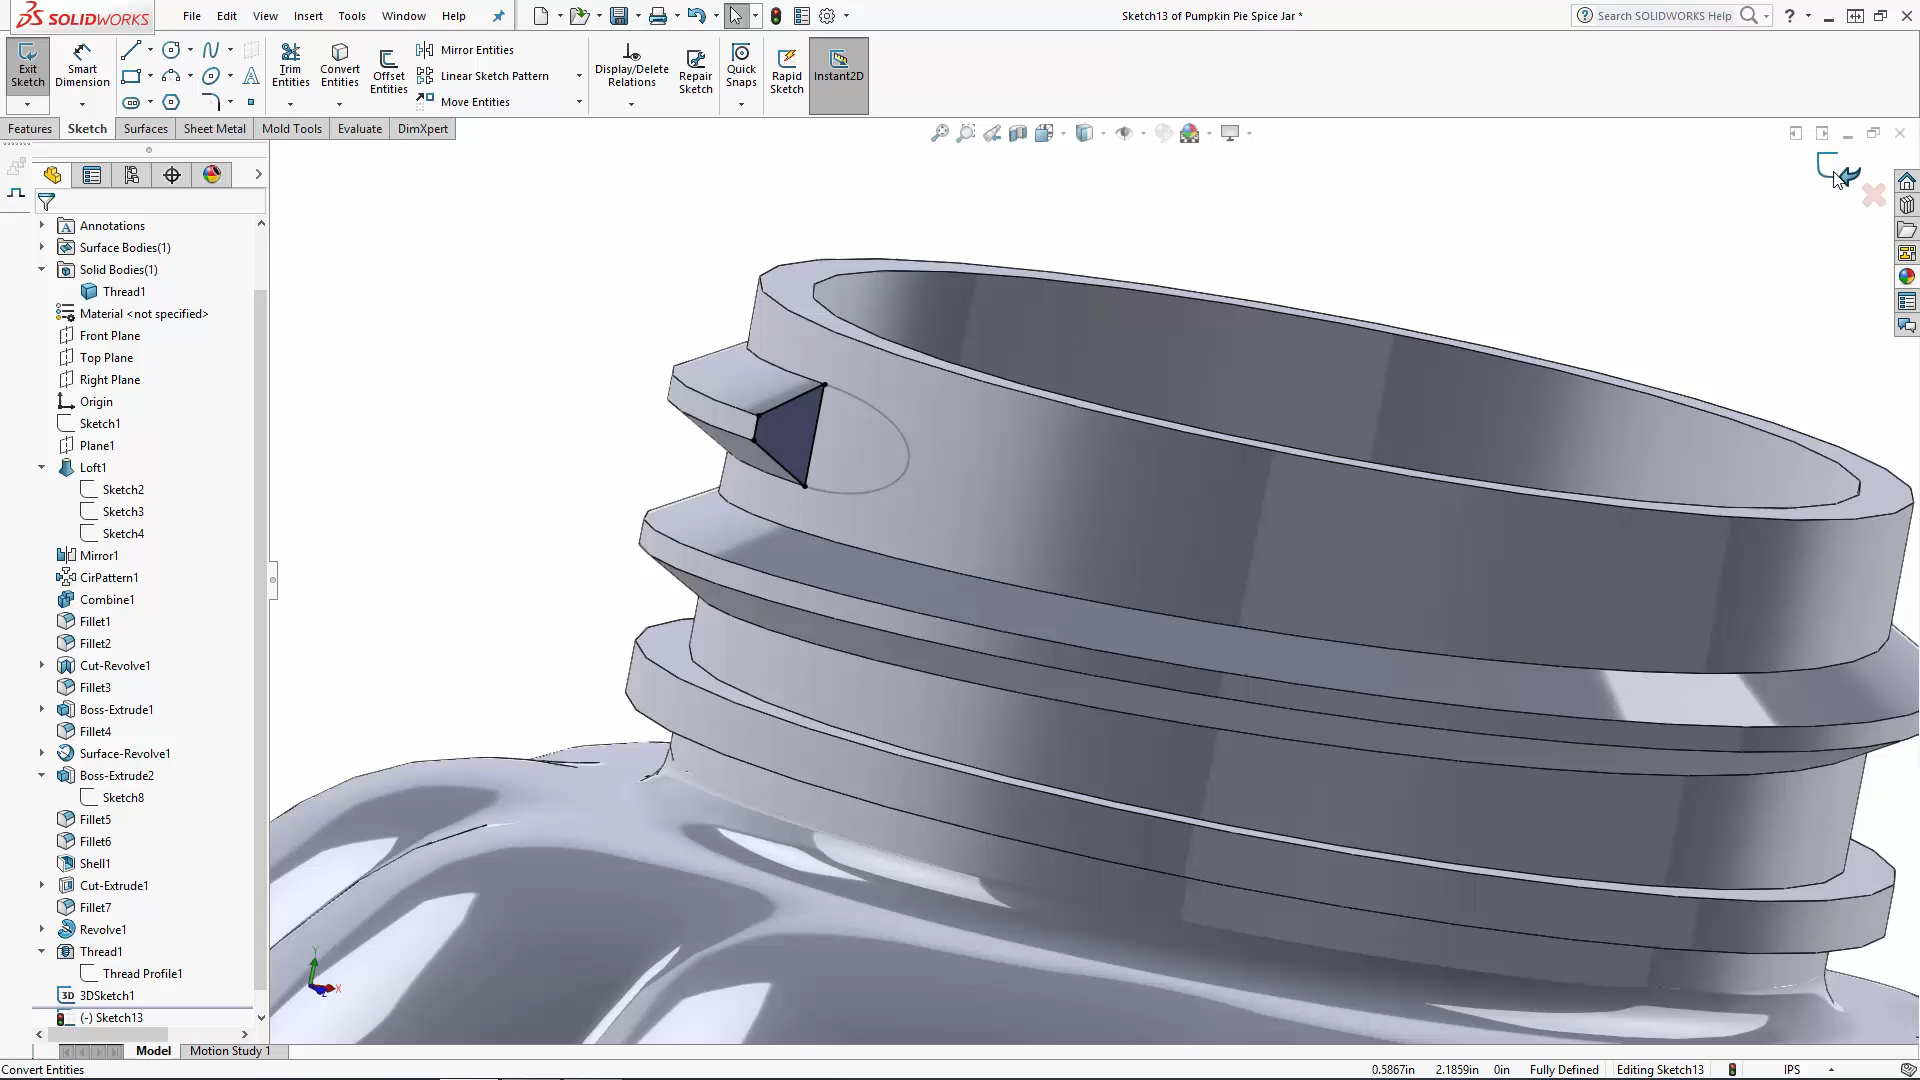 SOLIDWORKS
File Edit View Insert Tools Window Help
Sketch13 of Pumpkin Pie Spice Jar *
Search SOLIDWORKS Help
Exit Sketch
Smart Dimension
Trim Entities
Convert Entities
Offset Entities
Mirror Entities
Linear Sketch Pattern
Move Entities
Display/Delete Relations
Repair Sketch
Quick Snaps
Rapid Sketch
Instant2D
Features Sketch Surfaces Sheet Metal Mold Tools Evaluate DimXpert
Annotations
Surface Bodies(1)
Solid Bodies(1)
Thread1
Material <not specified>
Front Plane
Top Plane
Right Plane
Origin
Sketch1
Plane1
Loft1
Sketch2
Sketch3
Sketch4
Mirror1
CirPattern1
Combine1
Fillet1
Fillet2
Cut-Revolve1
Fillet3
Boss-Extrude1
Fillet4
Surface-Revolve1
Boss-Extrude2
Sketch8
Fillet5
Fillet6
Shell1
Cut-Extrude1
Fillet7
Revolve1
Thread1
Thread Profile1
3D 3DSketch1
(-) Sketch13
Y
X
Model Motion Study 1
Convert Entities
0.5867in 2.1859in 0in Fully Defined Editing Sketch13 IPS